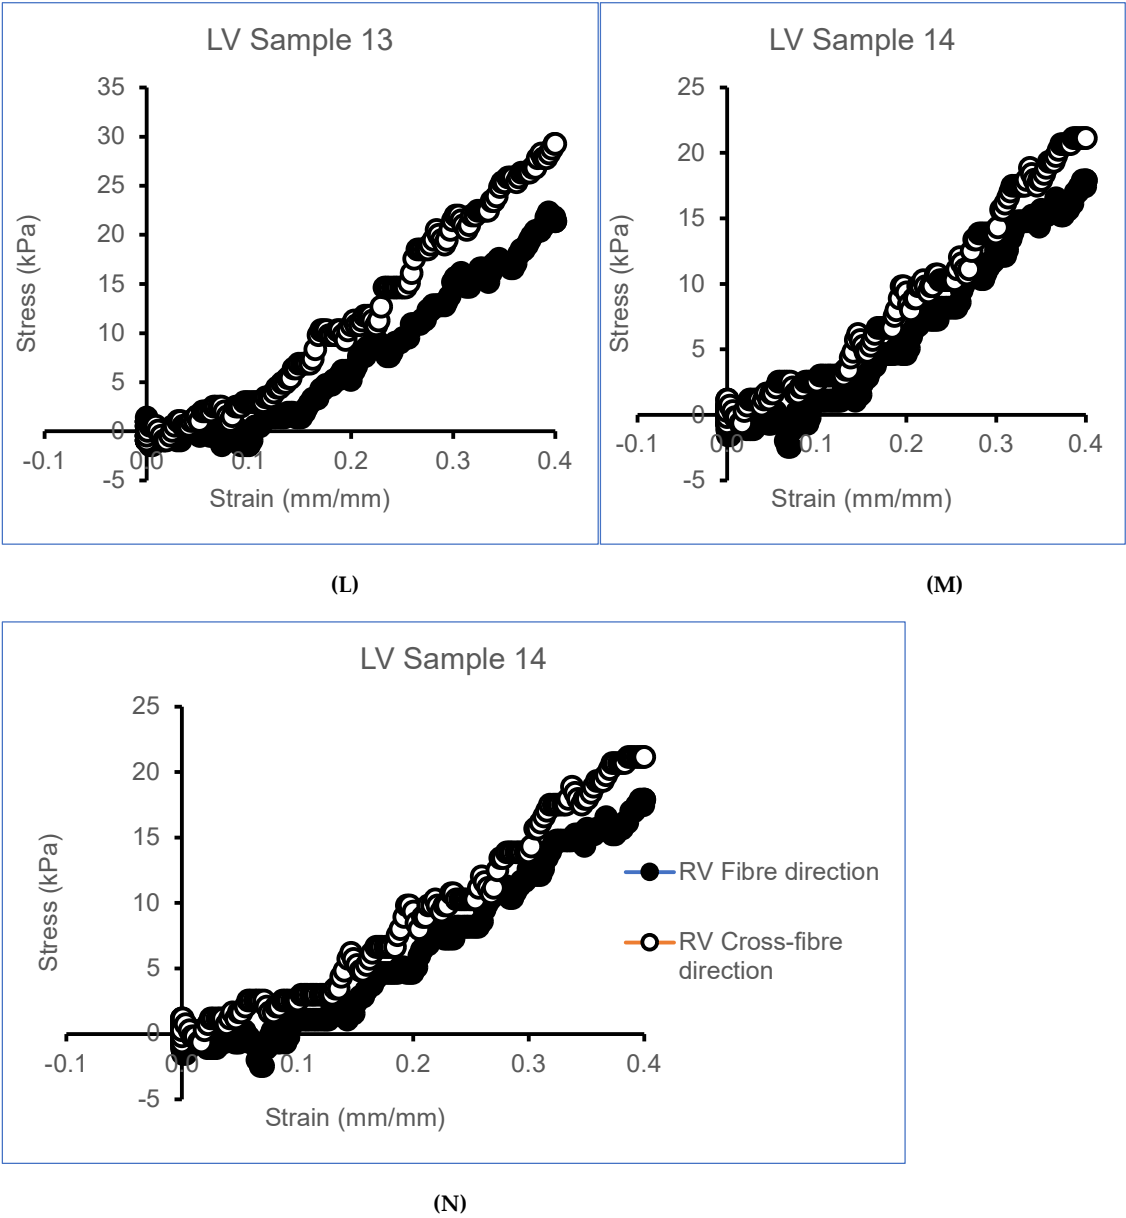 LV Sample 13
35
30
25
20
15
10
5
0
-5
-0.1
0.0
0.1
0.2
0.3
0.4
Stress (kPa)
Strain (mm/mm)
(L)
LV Sample 14
25
20
15
10
5
0
-5
-0.1
0.0
0.1
0.2
0.3
0.4
Stress (kPa)
Strain (mm/mm)
(M)
LV Sample 14
25
20
15
10
5
0
-5
-0.1
0.0
0.1
0.2
0.3
0.4
Stress (kPa)
Strain (mm/mm)
RV Fibre direction
RV Cross-fibre
direction
(N)